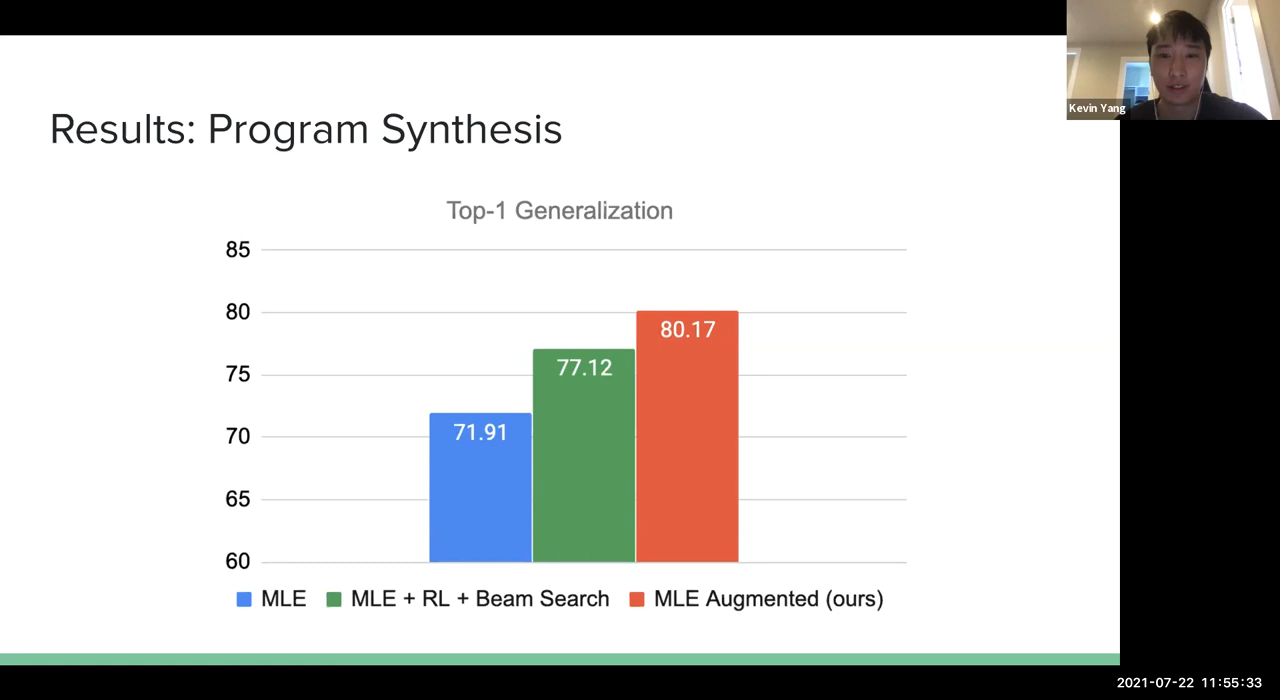 Kevin Yang
Results: Program Synthesis
Top-1 Generalization
85
80
75
70
65
60
71.91
77.12
80.17
MLE
MLE + RL + Beam Search
MLE Augmented (ours)
2021-07-22 11:55:33